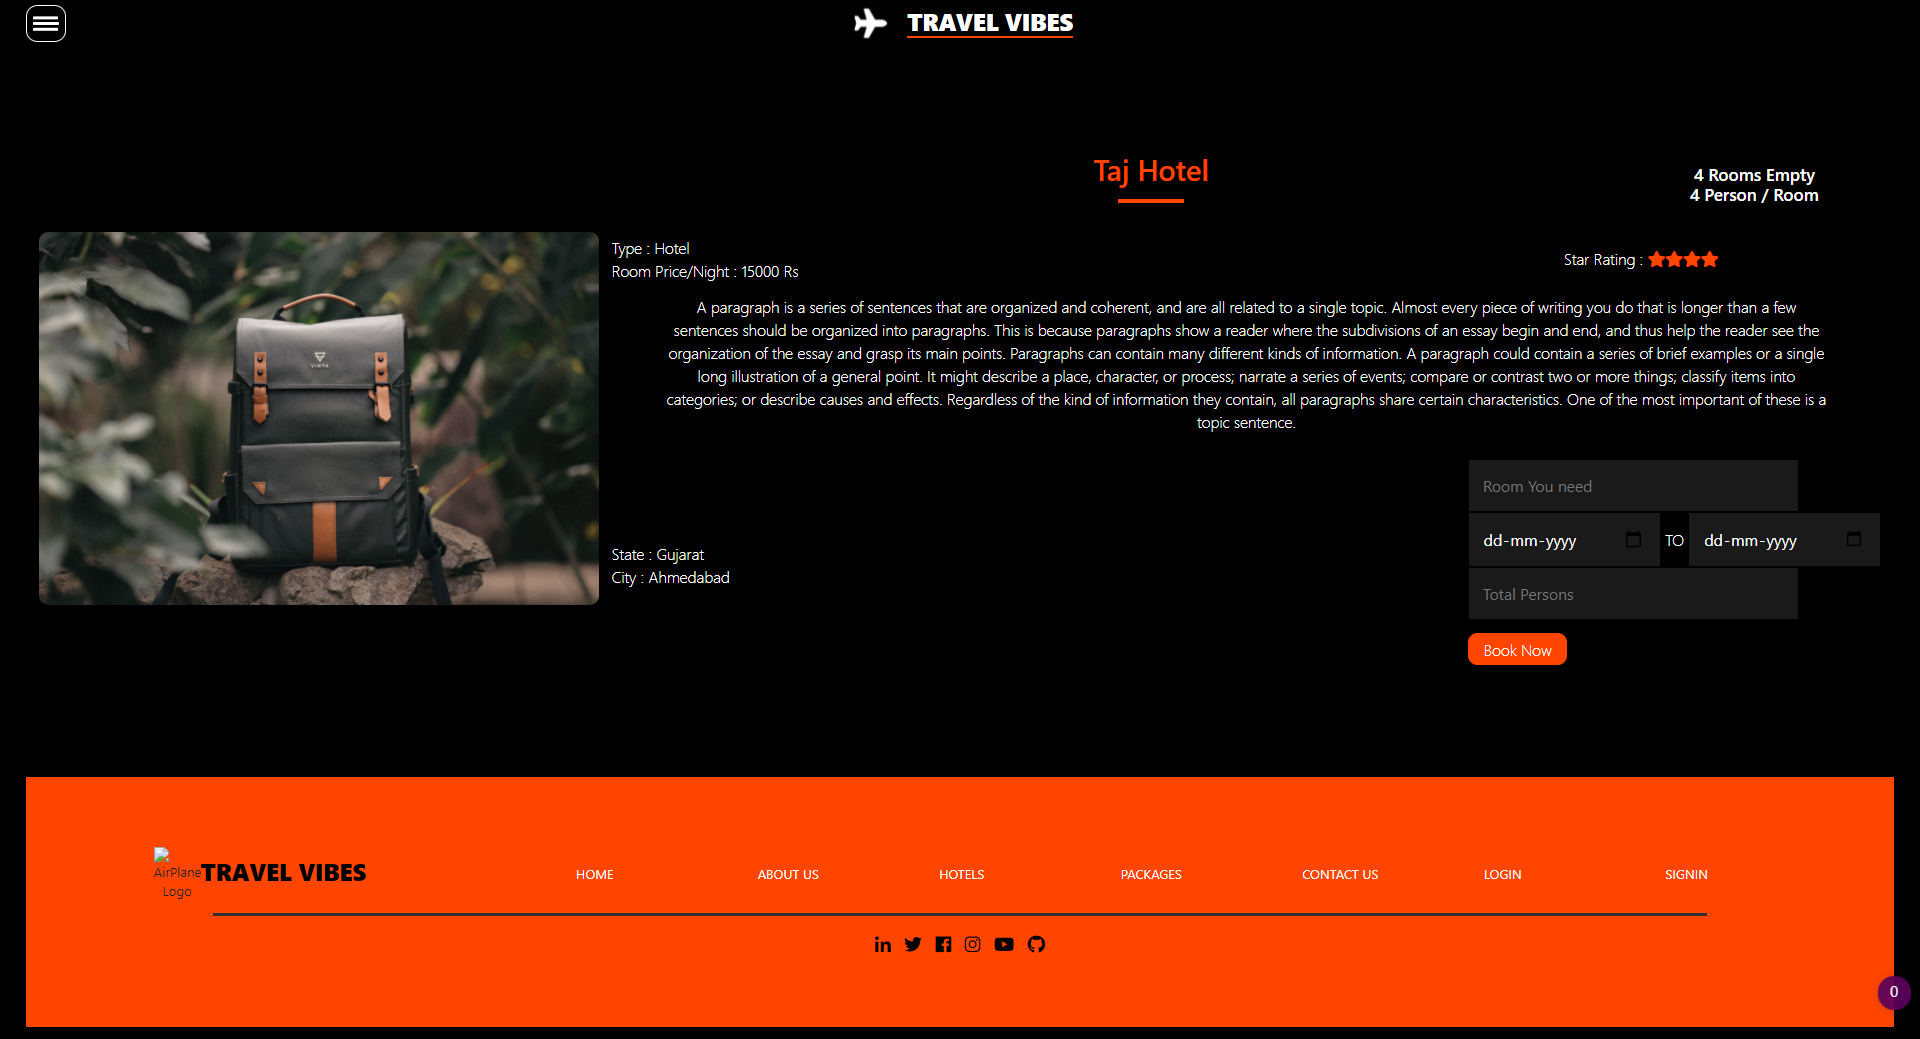 TRAVEL VIBES
Taj Hotel
4 Rooms Empty
4 Person / Room
VINTA
Type : Hotel
Room Price/Night : 15000 Rs
Star Rating :
A paragraph is a series of sentences that are organized and coherent, and are all related to a single topic. Almost every piece of writing you do that is longer than a few
sentences should be organized into paragraphs. This is because paragraphs show a reader where the subdivisions of an essay begin and end, and thus help the reader see the
organization of the essay and grasp its main points. Paragraphs can contain many different kinds of information. A paragraph could contain a series of brief examples or a single
long illustration of a general point. It might describe a place, character, or process; narrate a series of events; compare or contrast two or more things; classify items into
categories; or describe causes and effects. Regardless of the kind of information they contain, all paragraphs share certain characteristics. One of the most important of these is a
topic sentence.
Room You need
dd-mm-yyyy TO dd-mm-yyyy
State : Gujarat
City : Ahmedabad
Total Persons
Book Now
AirPlane
Logo
TRAVEL VIBES
HOME ABOUT US HOTELS PACKAGES CONTACT US LOGIN SIGNIN
0